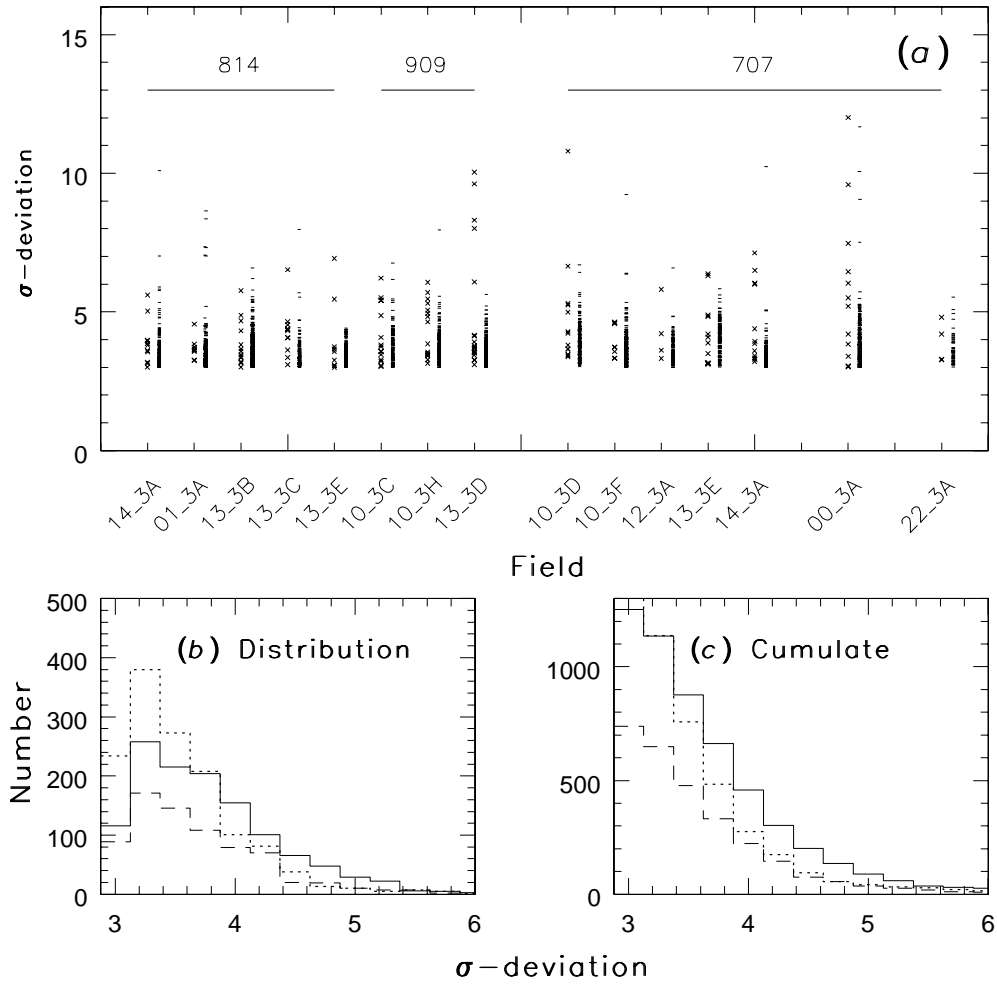 15
10
5
0
σ-deviation
(a)
814
909
707
14_3A
01_3A
13_3B
13_3C
13_3E
10_3C
10_3H
13_3D
10_3D
10_3F
12_3A
13_3E
14_3A
00_3A
22_3A
Field
500
400
300
200
100
0
Number
(b) Distribution
3
4
5
6
1000
500
0
(c) Cumulate
3
4
5
6
σ-deviation